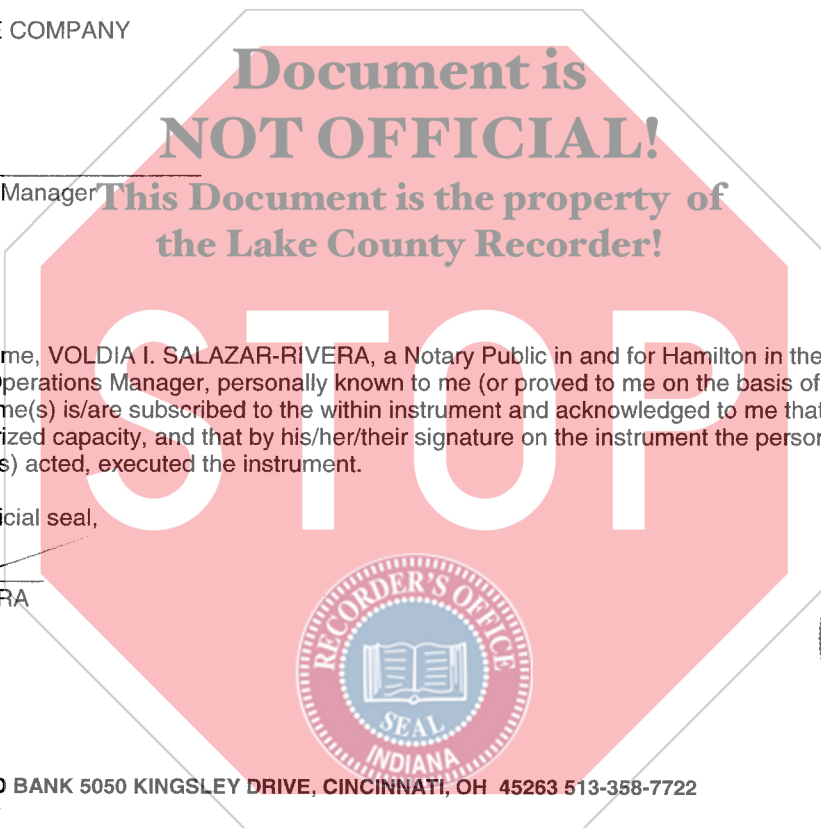 E COMPANY
Document is
NOT OFFICIAL!
Manager
This Document is the property of
the Lake County Recorder!
STOP
me, VOLDIA I. SALAZAR-RIVERA, a Notary Public in and for Hamilton in the
Operations Manager, personally known to me (or proved to me on the basis of
me(s) is/are subscribed to the within instrument and acknowledged to me that
rized capacity, and that by his/her/their signature on the instrument the person
s) acted, executed the instrument.
icial seal,
RA
RECORDER'S OFFICE
SEAL
INDIANA
BANK 5050 KINGSLEY DRIVE, CINCINNATI, OH 45263 513-358-7722